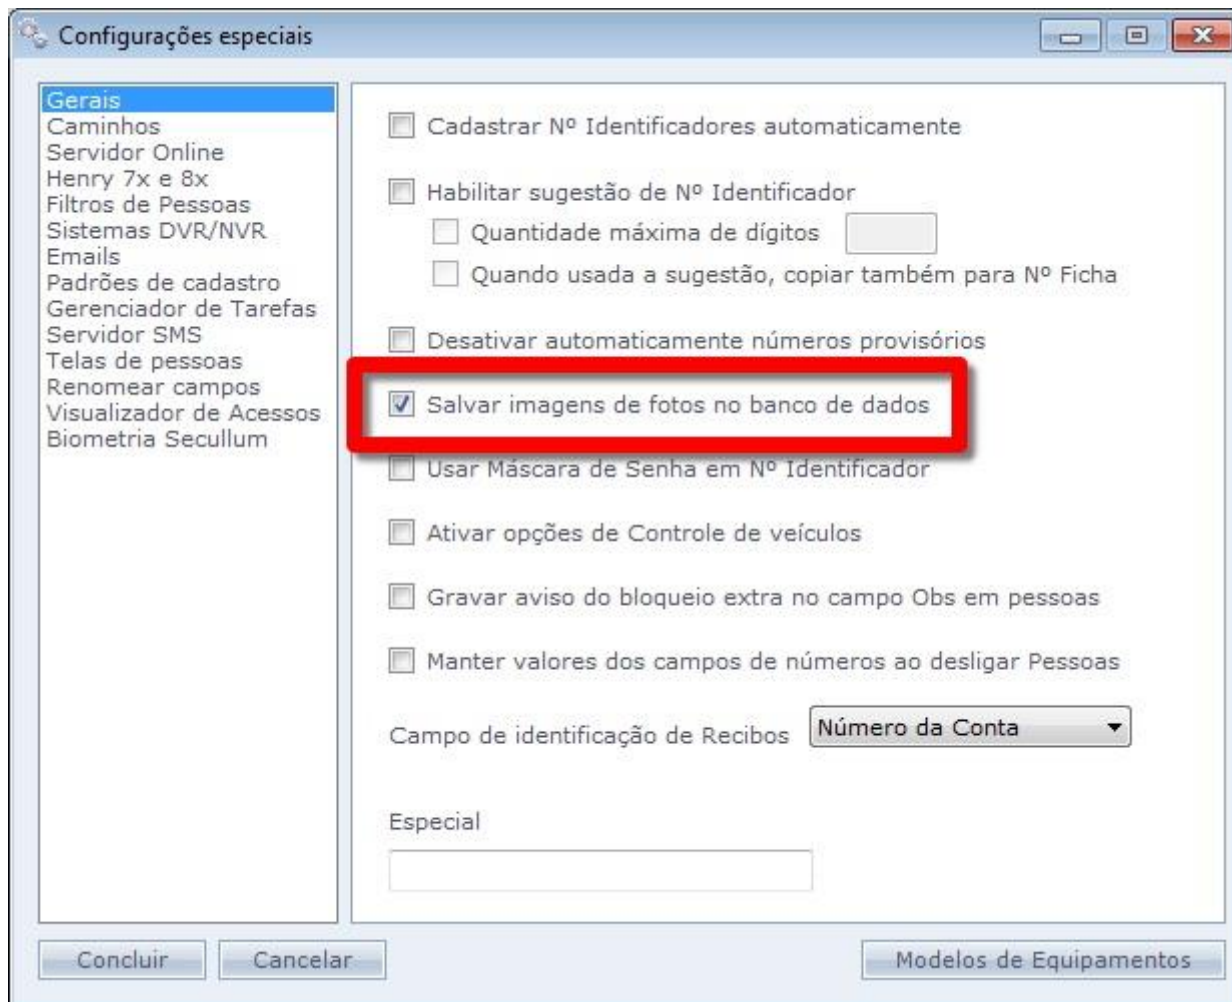 Configurações especiais
Gerais
Caminhos
Servidor Online
Henry 7x e 8x
Filtros de Pessoas
Sistemas DVR/NVR
Emails
Padrões de cadastro
Gerenciador de Tarefas
Servidor SMS
Telas de pessoas
Renomear campos
Visualizador de Acessos
Biometria Secullum
Cadastrar Nº Identificadores automaticamente
Habilitar sugestão de Nº Identificador
Quantidade máxima de dígitos
Quando usada a sugestão, copiar também para Nº Ficha
Desativar automaticamente números provisórios
Salvar imagens de fotos no banco de dados
Usar Máscara de Senha em Nº Identificador
Ativar opções de Controle de veículos
Gravar aviso do bloqueio extra no campo Obs em pessoas
Manter valores dos campos de números ao desligar Pessoas
Campo de identificação de Recibos Número da Conta
Especial
Concluir Cancelar Modelos de Equipamentos